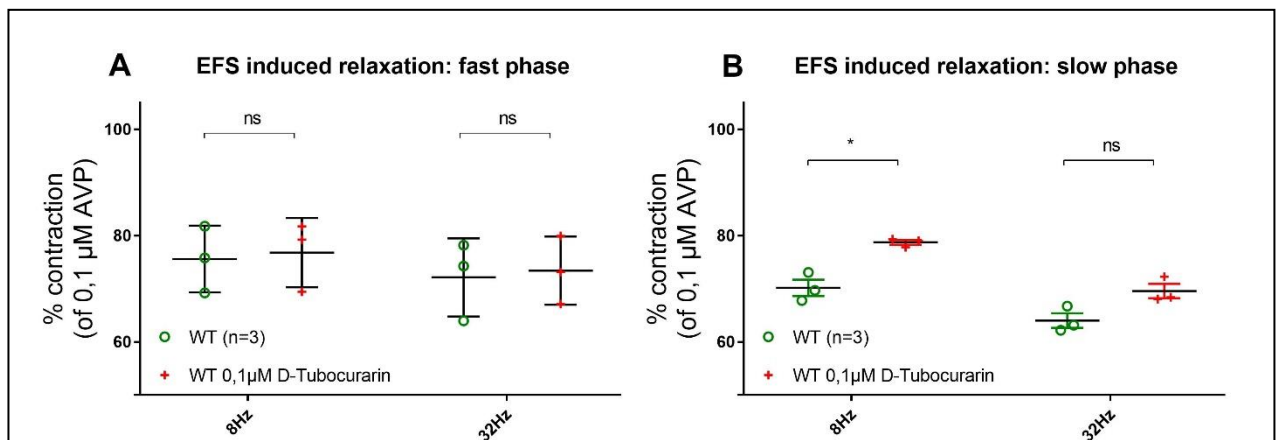 A EFS induced relaxation: fast phase
ns
ns
100
80
60
% contraction
(of 0,1 µM AVP)
WT (n=3)
WT 0,1µM D-Tubocurarin
8Hz
32Hz
B EFS induced relaxation: slow phase
*
ns
100
80
60
% contraction
(of 0,1 µM AVP)
WT (n=3)
WT 0,1µM D-Tubocurarin
8Hz
32Hz